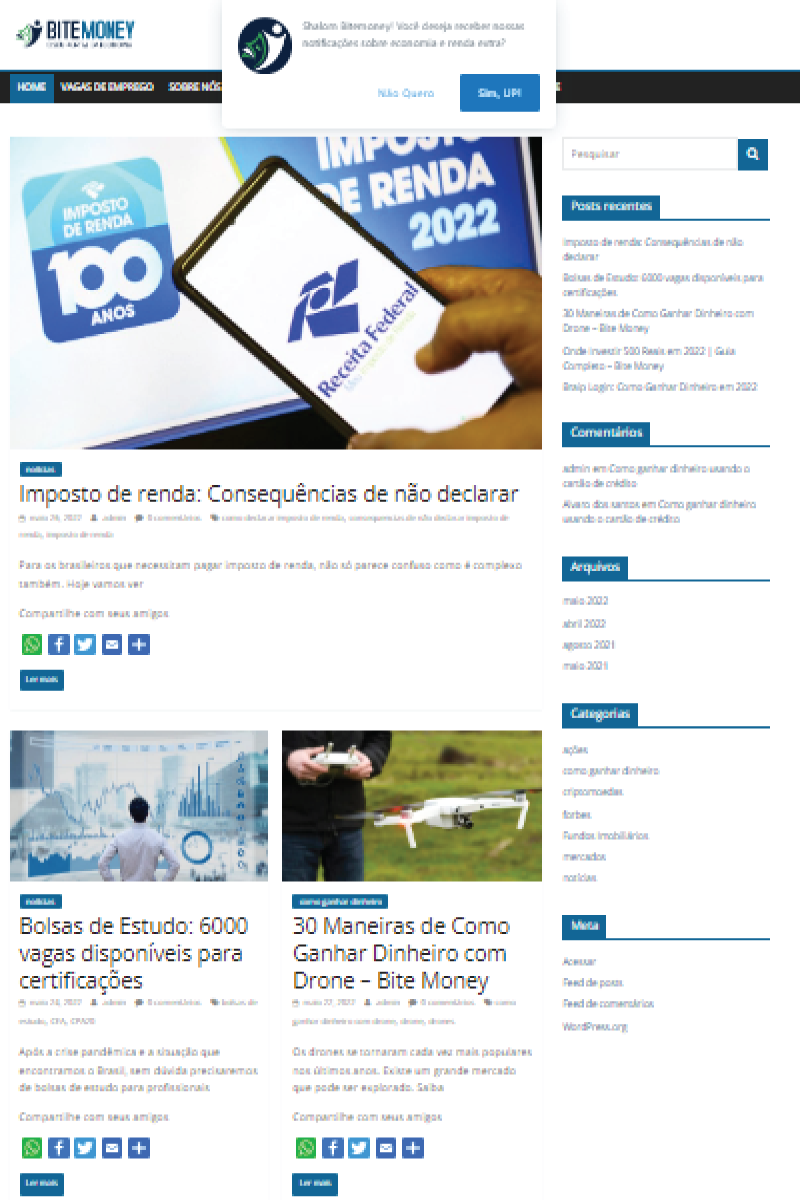 BITEMONEY
Shalom Bitemoney! Você deseja receber nossas
notificações sobre economia e renda extra?
Não Quero
Sim, UP!
HOME VAGAS DE EMPREGO SOBRE NÓS
IMPOSTO
DE RENDA
100
ANOS
IMPOSTO
DE RENDA
2022
Receita Federal
notícias
Imposto de renda: Consequências de não declarar
maio 26, 2022 admin 0 comentários como declarar imposto de renda, consequencias de não declarar imposto de
renda, imposto de renda
Para os brasileiros que necessitam pagar imposto de renda, não só parece confuso como é complexo
também. Hoje vamos ver
Compartilhe com seus amigos
Ler mais
notícias
Bolsas de Estudo: 6000
vagas disponíveis para
certificações
maio 24, 2022 admin 0 comentários bolsas de
estudo, CFA, CPA20
Após a crise pandêmica e a situação que
encontramos o Brasil, sem dúvida precisaremos
de bolsas de estudo para profissionais
Compartilhe com seus amigos
Ler mais
como ganhar dinheiro
30 Maneiras de Como
Ganhar Dinheiro com
Drone – Bite Money
maio 22, 2022 admin 0 comentários como
ganhar dinheiro com drone, drone, drones
Os drones se tornaram cada vez mais populares
nos últimos anos. Existe um grande mercado
que pode ser explorado. Saiba
Compartilhe com seus amigos
Ler mais
Pesquisar
Posts recentes
Imposto de renda: Consequências de não
declarar
Bolsas de Estudo: 6000 vagas disponíveis para
certificações
30 Maneiras de Como Ganhar Dinheiro com
Drone – Bite Money
Onde Investir 500 Reais em 2022 | Guia
Completo – Bite Money
Braip Login: Como Ganhar Dinheiro em 2022
Comentários
admin em Como ganhar dinheiro usando o
cartão de crédito
Alvaro dos santos em Como ganhar dinheiro
usando o cartão de crédito
Arquivos
maio 2022
abril 2022
agosto 2021
maio 2021
Categorias
ações
como ganhar dinheiro
criptomoedas
forbes
Fundos imobiliários
mercados
notícias
Meta
Acessar
Feed de posts
Feed de comentários
WordPress.org